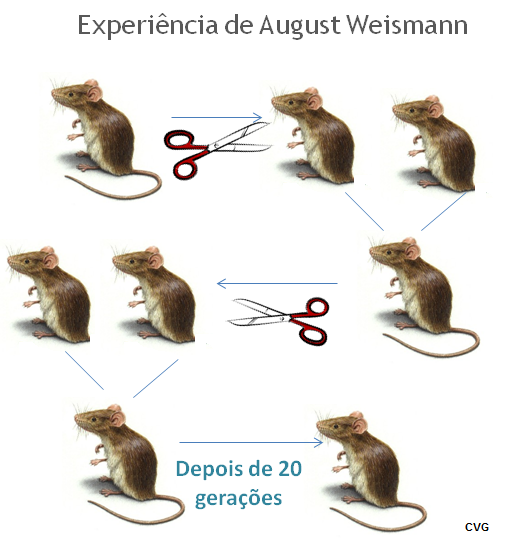 Experiência de August Weismann
Depois de 20
gerações
CVG